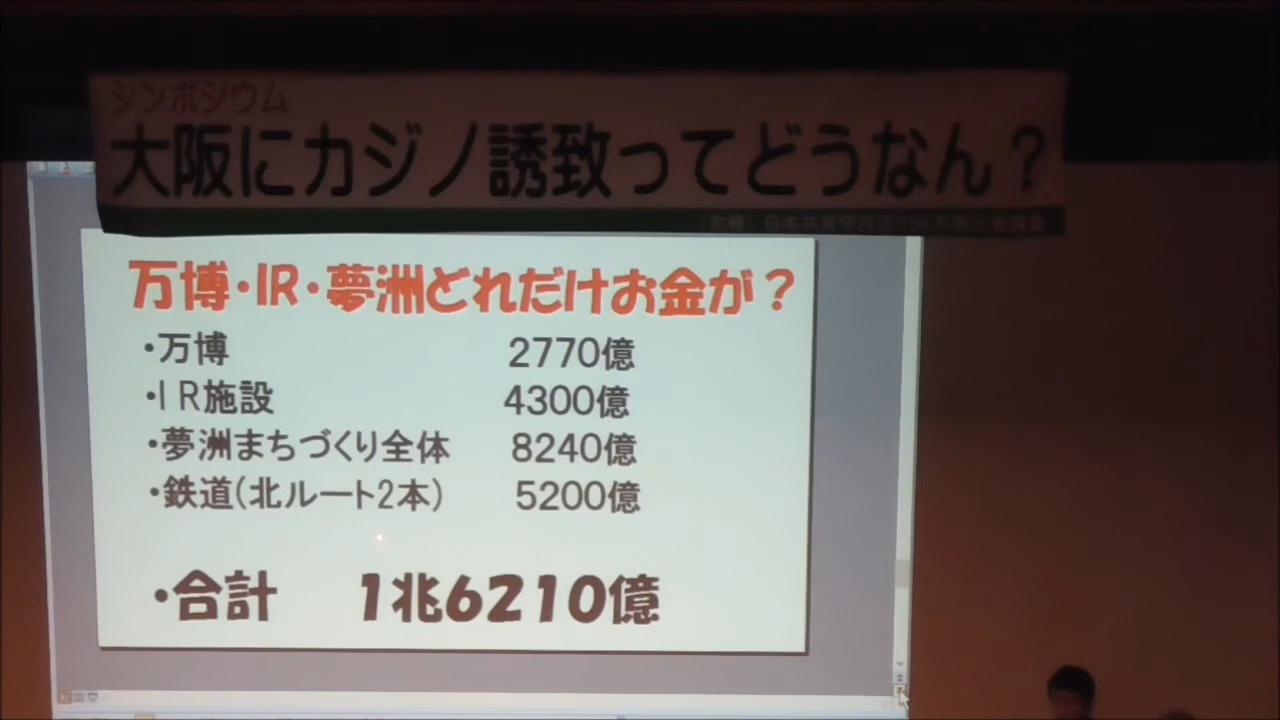 シンポジウム
大阪にカジノ誘致ってどうなん？
万博・IR・夢洲どれだけお金が？
・万博 2770億
・IR施設 4300億
・夢洲まちづくり全体 8240億
・鉄道(北ルート2本) 5200億
・合計 1兆6210億